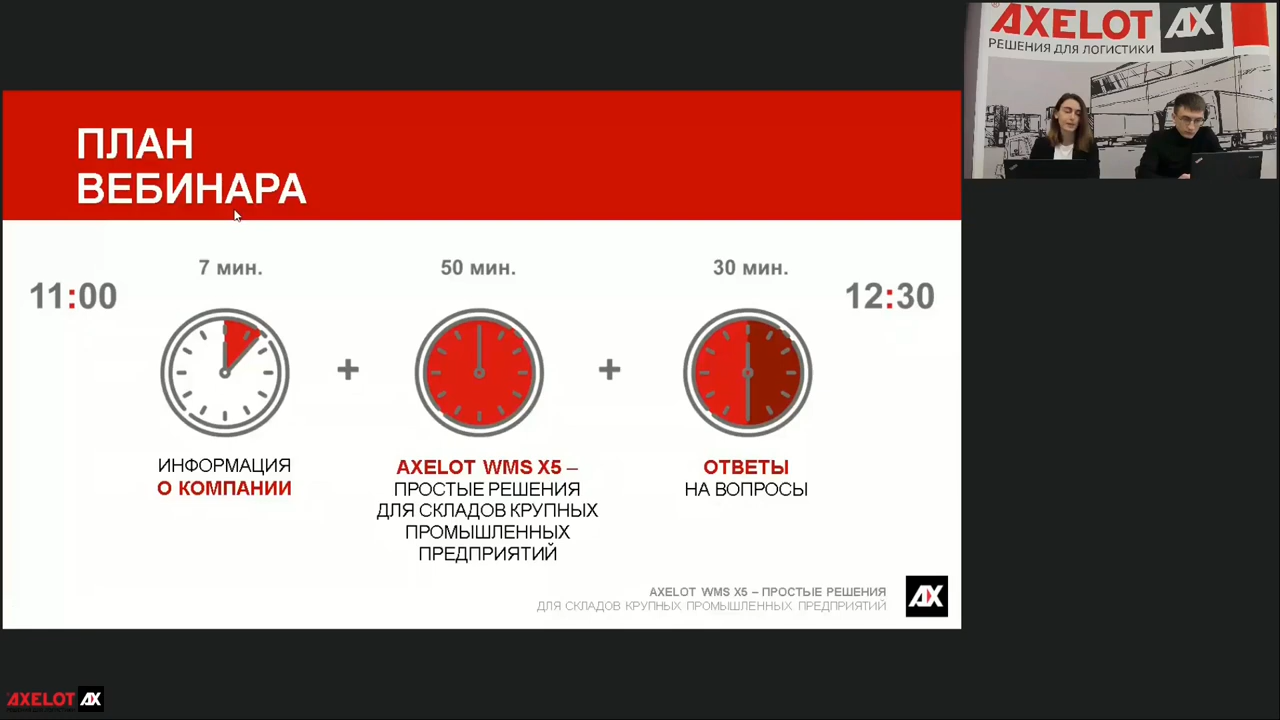 ПЛАН
ВЕБИНАРА
11:00
7 мин.
50 мин.
30 мин.
12:30
+
+
ИНФОРМАЦИЯ
О КОМПАНИИ
AXELOT WMS X5 –
ПРОСТЫЕ РЕШЕНИЯ
ДЛЯ СКЛАДОВ КРУПНЫХ
ПРОМЫШЛЕННЫХ
ПРЕДПРИЯТИЙ
ОТВЕТЫ
НА ВОПРОСЫ
AXELOT WMS X5 – ПРОСТЫЕ РЕШЕНИЯ
ДЛЯ СКЛАДОВ КРУПНЫХ ПРОМЫШЛЕННЫХ ПРЕДПРИЯТИЙ
AX
AXELOT AX
РЕШЕНИЯ ДЛЯ ЛОГИСТИКИ
AXELOT AX